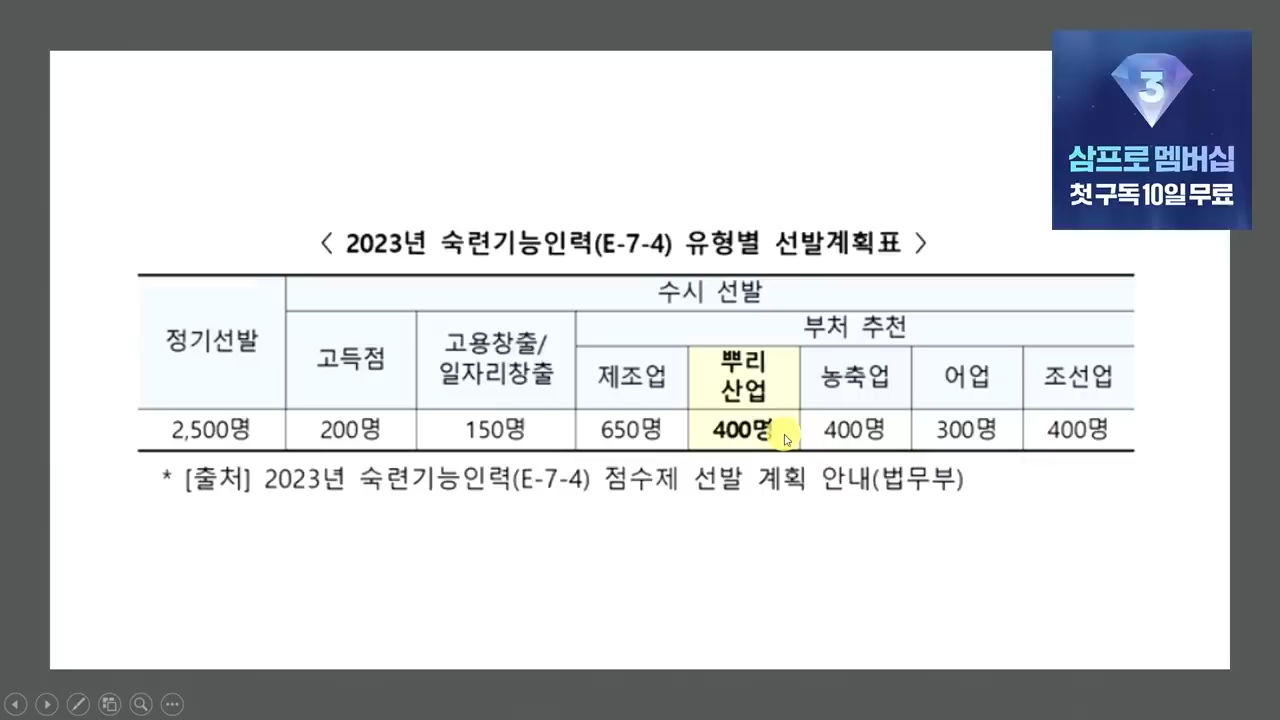 3
삼프로 멤버십
첫 구독 10일 무료
< 2023년 숙련기능인력(E-7-4) 유형별 선발계획표 >
정기선발
수시 선발
고득점
고용창출/
일자리창출
부처 추천
제조업
뿌리
산업
농축업
어업
조선업
2,500명 200명 150명 650명 400명 400명 300명 400명
* [출처] 2023년 숙련기능인력(E-7-4) 점수제 선발 계획 안내(법무부)